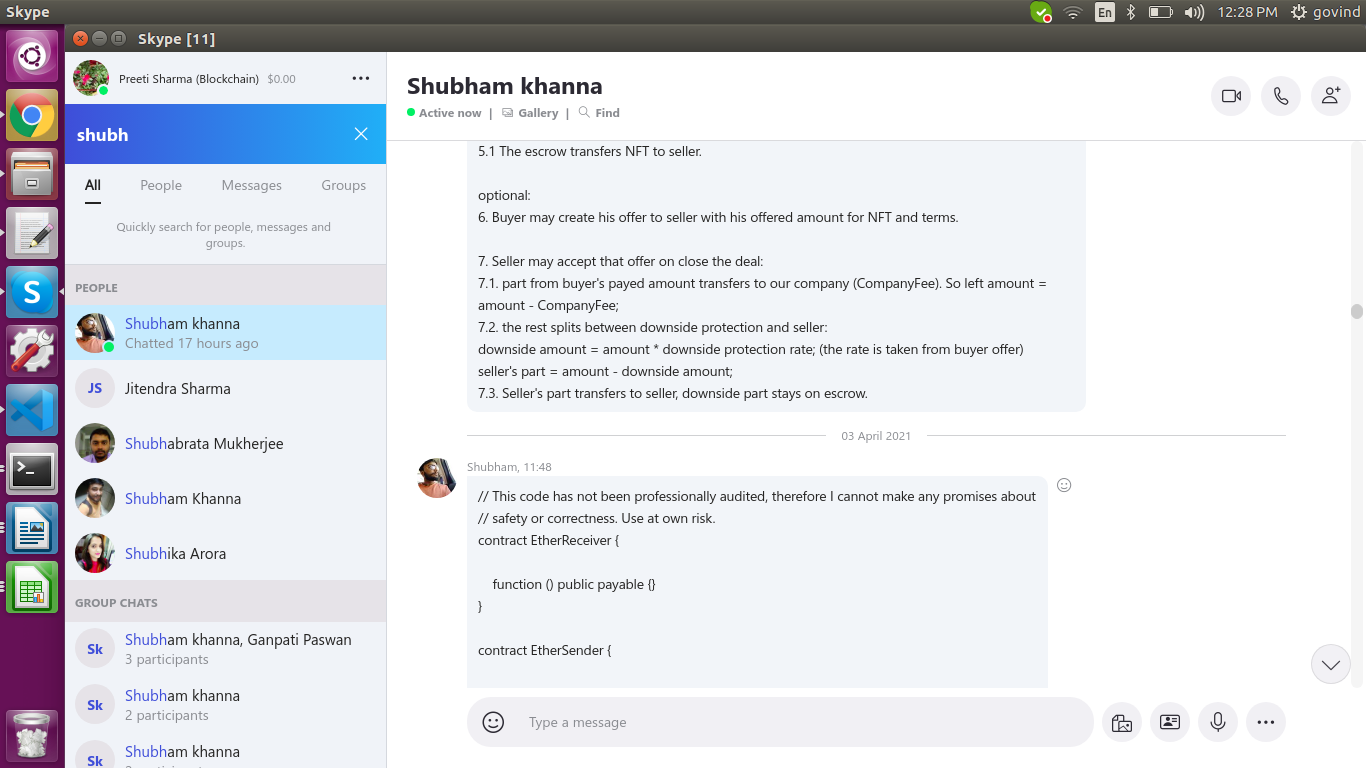 Skype
En
12:28 PM
govind
Skype [11]
Preeti Sharma (Blockchain) $0.00
shubh
All People Messages Groups
Quickly search for people, messages and
groups.
PEOPLE
Shubham khanna
Chatted 17 hours ago
JS
Jitendra Sharma
Shubhabrata Mukherjee
Shubham Khanna
Shubhika Arora
GROUP CHATS
Sk
Shubham khanna, Ganpati Paswan
3 participants
Sk
Shubham khanna
2 participants
Sk
Shubham khanna
Shubham khanna
Active now | Gallery | Find
5.1 The escrow transfers NFT to seller.
optional:
6. Buyer may create his offer to seller with his offered amount for NFT and terms.
7. Seller may accept that offer on close the deal:
7.1. part from buyer's payed amount transfers to our company (CompanyFee). So left amount =
amount - CompanyFee;
7.2. the rest splits between downside protection and seller:
downside amount = amount * downside protection rate; (the rate is taken from buyer offer)
seller's part = amount - downside amount;
7.3. Seller's part transfers to seller, downside part stays on escrow.
03 April 2021
Shubham, 11:48
// This code has not been professionally audited, therefore I cannot make any promises about
// safety or correctness. Use at own risk.
contract EtherReceiver {
function () public payable {}
}
contract EtherSender {
Type a message